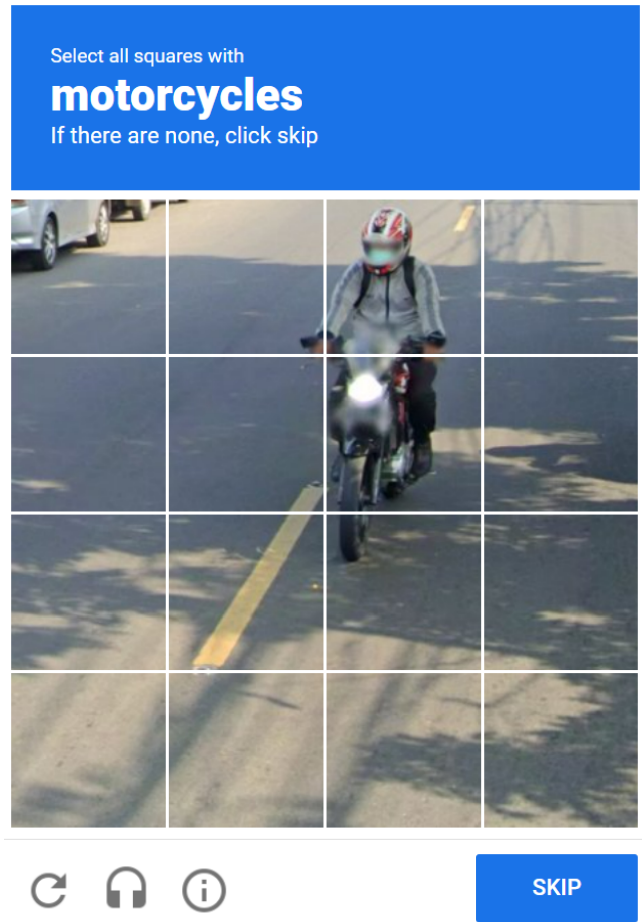 Select all squares with
motorcycles
If there are none, click skip
SKIP